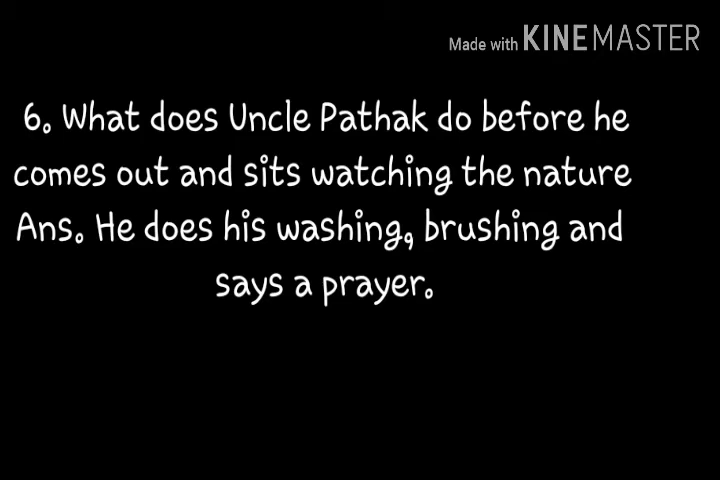 Made with KINEMASTER
6. What does Uncle Pathak do before he
comes out and sits watching the nature
Ans. He does his washing, brushing and
says a prayer.